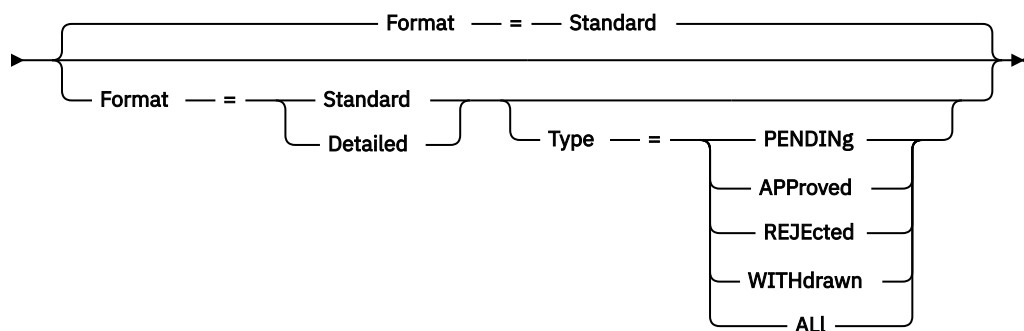 Format = Standard
Format = Standard
Detailed
Type = PENDINg
APProved
REJEcted
WITHdrawn
ALl